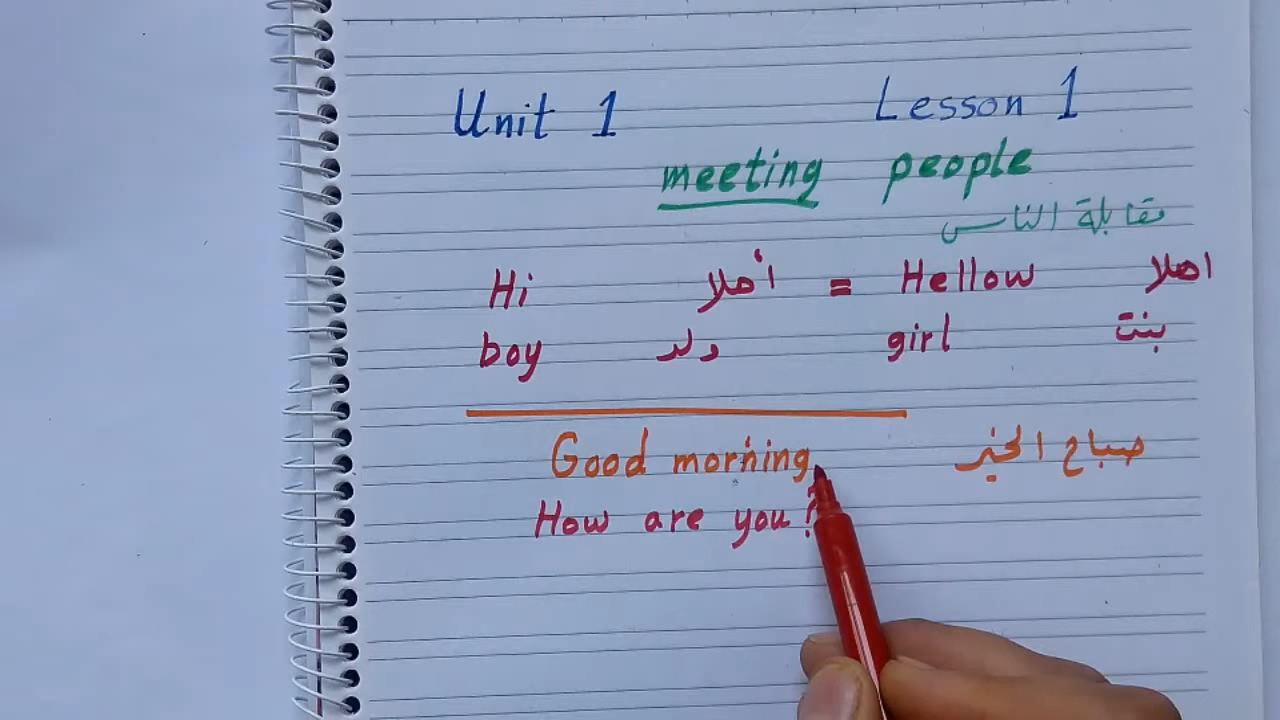 Unit 1 Lesson 1
meeting people
مقابلة الناس
Hi أهلا = Hellow اهلا
boy ولد girl بنت
Good morning صباح الخير
How are you?